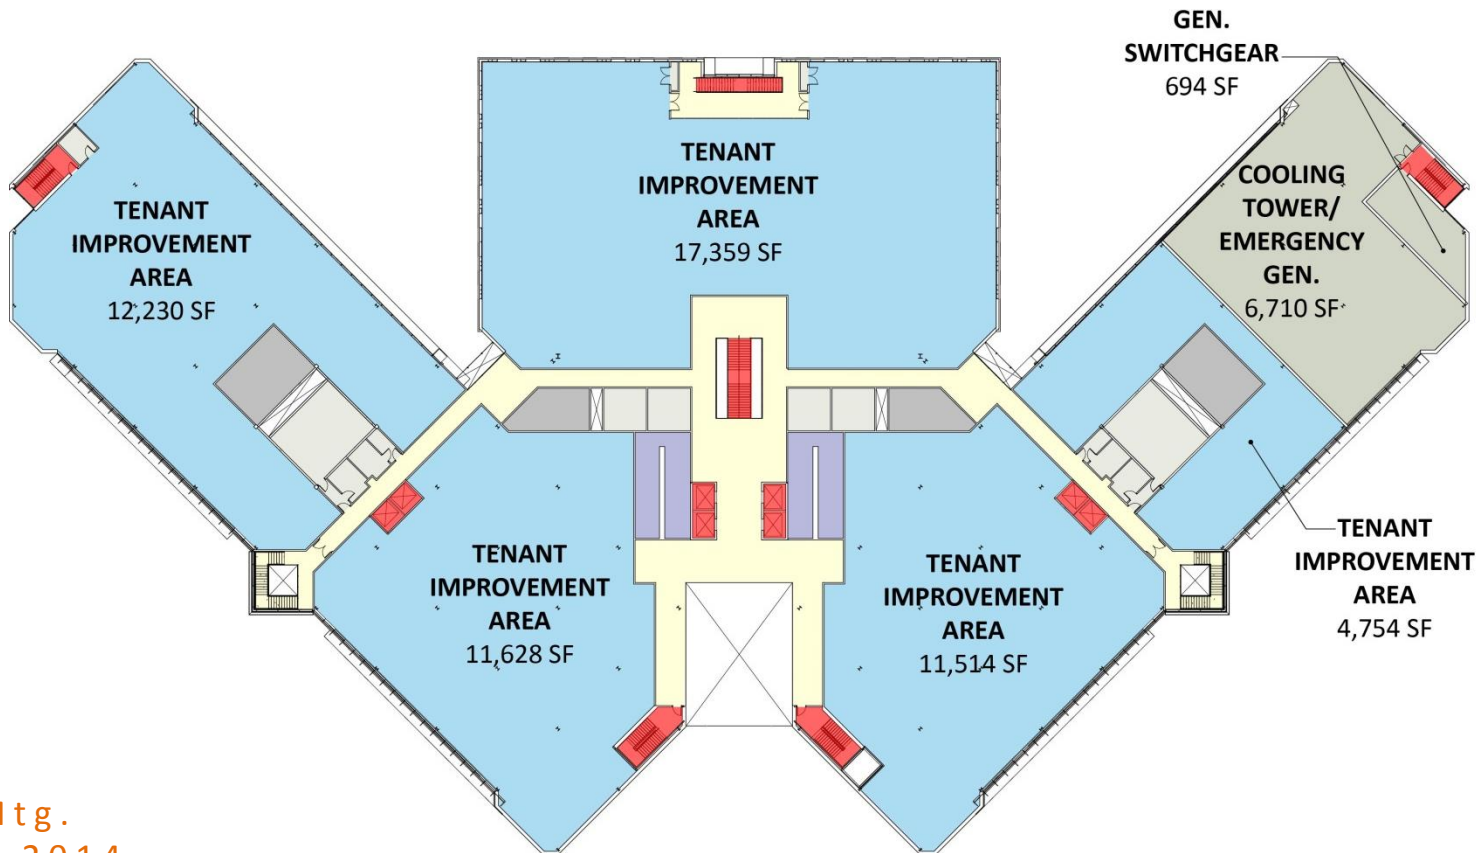 GEN.
SWITCHGEAR
694 SF
TENANT
IMPROVEMENT
AREA
17,359 SF
COOLING
TOWER/
EMERGENCY
GEN.
6,710 SF
TENANT
IMPROVEMENT
AREA
12,230 SF
TENANT
IMPROVEMENT
AREA
11,628 SF
TENANT
IMPROVEMENT
AREA
11,514 SF
TENANT
IMPROVEMENT
AREA
4,754 SF
tg.
2014